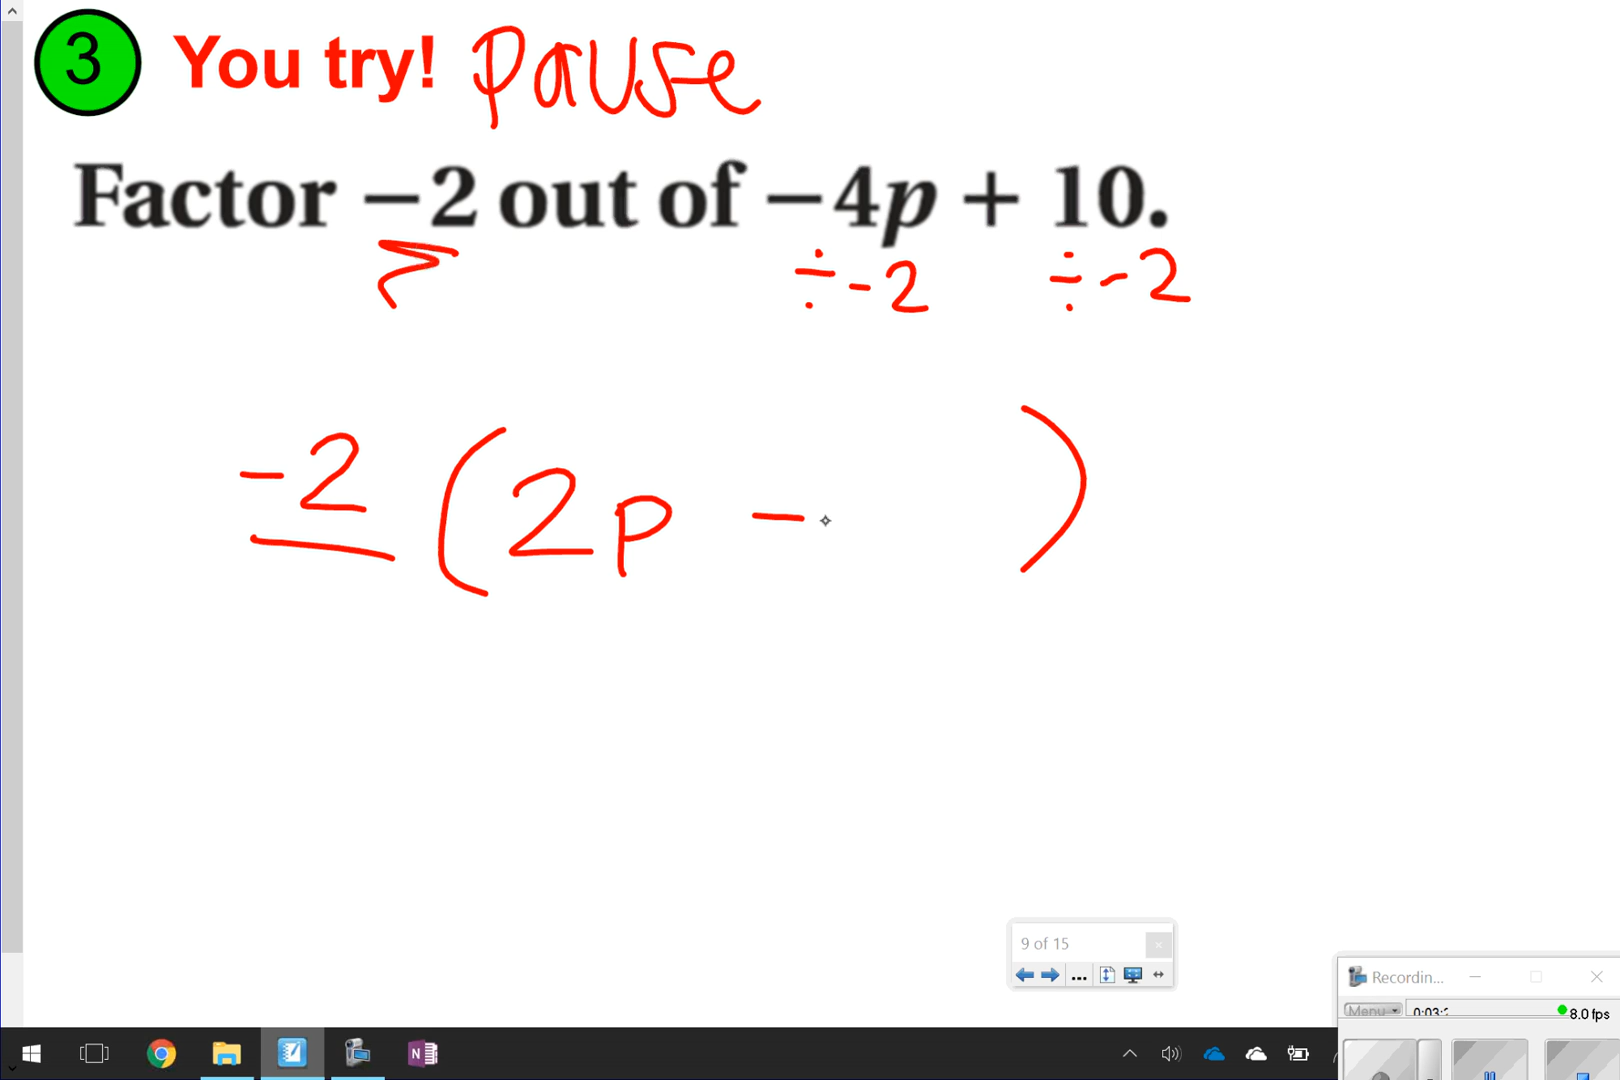 3 You try! pause
Factor −2 out of −4p + 10.
÷ -2 ÷ -2
-2 ( 2p - )
9 of 15
Recordin...
Menu
8.0 fps
N